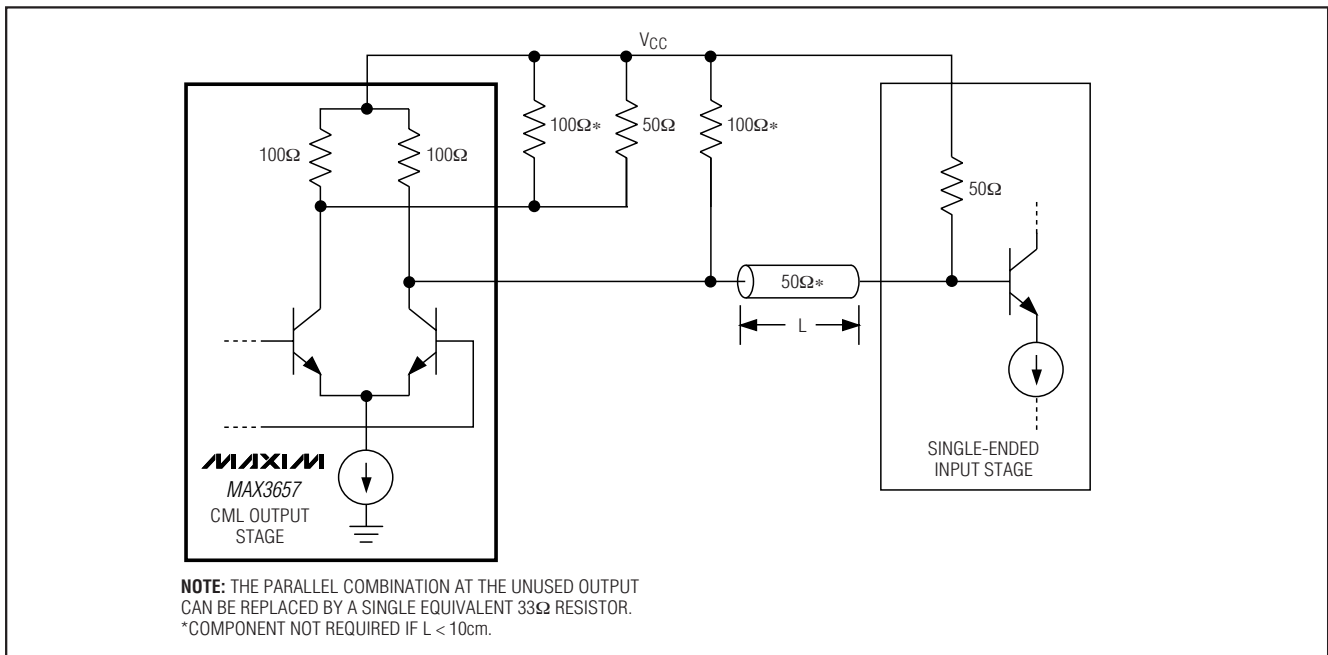 VCC
100Ω
100Ω
100Ω*
50Ω
100Ω*
50Ω
50Ω*
L
MAXIM
MAX3657
CML OUTPUT
STAGE
SINGLE-ENDED
INPUT STAGE
NOTE: THE PARALLEL COMBINATION AT THE UNUSED OUTPUT
CAN BE REPLACED BY A SINGLE EQUIVALENT 33Ω RESISTOR.
*COMPONENT NOT REQUIRED IF L < 10cm.